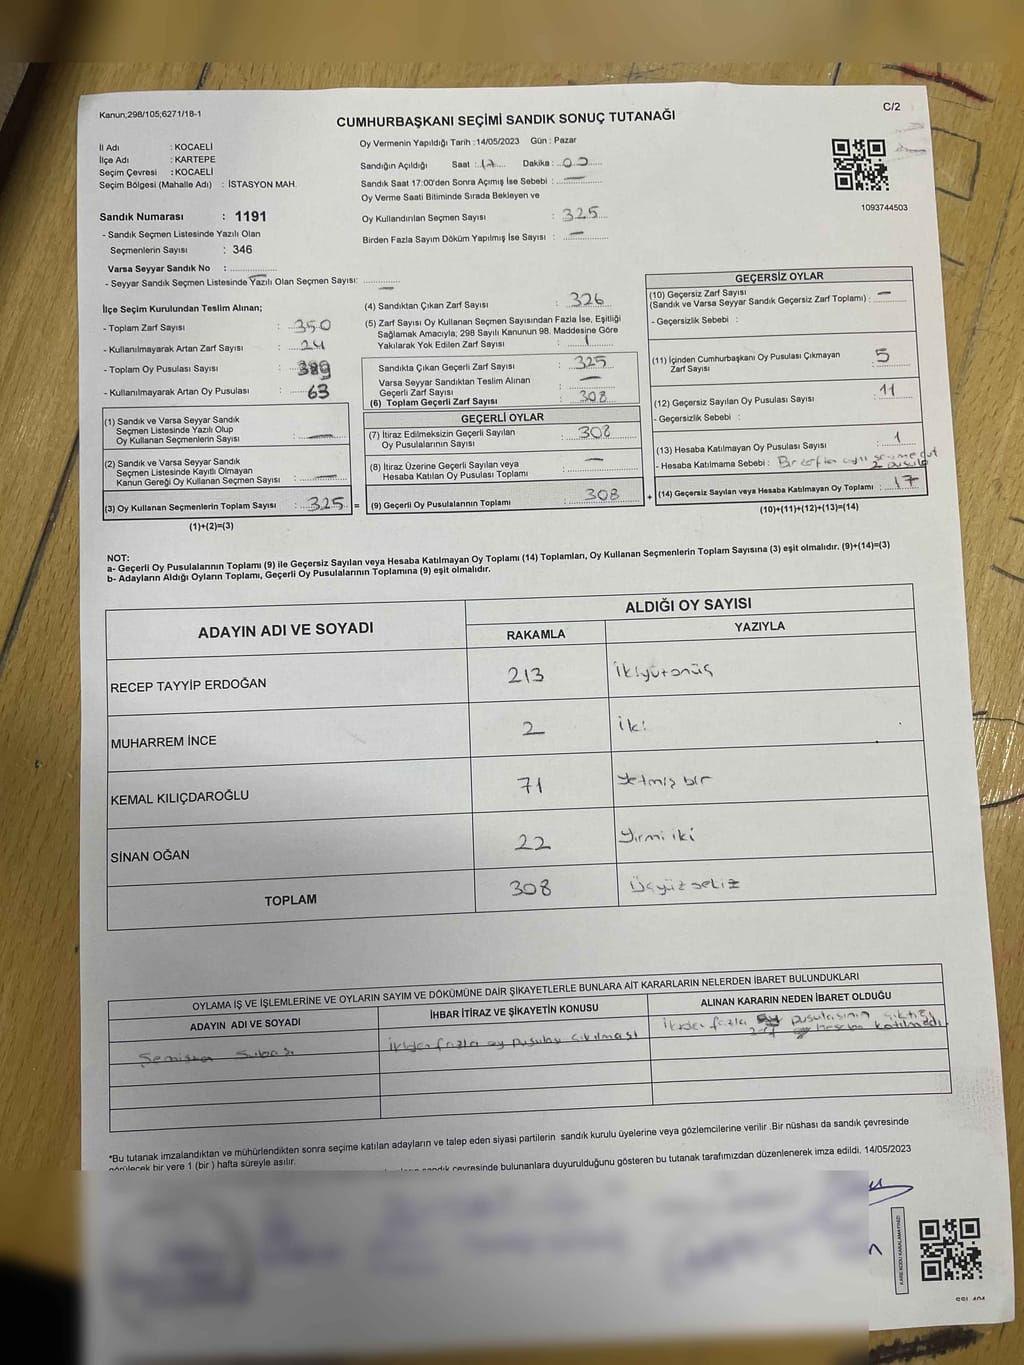 Kanun;298/105;6271/18-1
C/2
CUMHURBAŞKANI SEÇİMİ SANDIK SONUÇ TUTANAĞI
İl Adı : KOCAELİ
İlçe Adı : KARTEPE
Seçim Çevresi : KOCAELİ
Seçim Bölgesi (Mahalle Adı) : İSTASYON MAH.
Sandık Numarası : 1191
- Sandık Seçmen Listesinde Yazılı Olan
Seçmenlerin Sayısı : 346
Varsa Seyyar Sandık No :
- Seyyar Sandık Seçmen Listesinde Yazılı Olan Seçmen Sayısı: —
Oy Vermenin Yapıldığı Tarih :14/05/2023 Gün : Pazar
Sandığın Açıldığı Saat : 17 Dakika : 00
Sandık Saat 17:00'den Sonra Açımış İse Sebebi : —
Oy Verme Saati Bitiminde Sırada Bekleyen ve
Oy Kullandırılan Seçmen Sayısı : 325
Birden Fazla Sayım Döküm Yapılmış İse Sayısı : —
1093744503
İlçe Seçim Kurulundan Teslim Alınan;
- Toplam Zarf Sayısı : 350
- Kullanılmayarak Artan Zarf Sayısı : 24
- Toplam Oy Pusulası Sayısı : 389
- Kullanılmayarak Artan Oy Pusulası : 63
(1) Sandık ve Varsa Seyyar Sandık
Seçmen Listesinde Yazılı Olup
Oy Kullanan Seçmenlerin Sayısı : —
(2) Sandık ve Varsa Seyyar Sandık
Seçmen Listesinde Kayıtlı Olmayan
Kanun Gereği Oy Kullanan Seçmen Sayısı : —
(3) Oy Kullanan Seçmenlerin Toplam Sayısı : 325 =
(1)+(2)=(3)
(4) Sandıktan Çıkan Zarf Sayısı : 326
(5) Zarf Sayısı Oy Kullanan Seçmen Sayısından Fazla İse, Eşitliği
Sağlamak Amacıyla; 298 Sayılı Kanunun 98. Maddesine Göre
Yakılarak Yok Edilen Zarf Sayısı : 1
Sandıkta Çıkan Geçerli Zarf Sayısı : 325
Varsa Seyyar Sandıktan Teslim Alınan
Geçerli Zarf Sayısı : —
(6) Toplam Geçerli Zarf Sayısı : 308
GEÇERLİ OYLAR
(7) İtiraz Edilmeksizin Geçerli Sayılan
Oy Pusulalarının Sayısı : 308
(8) İtiraz Üzerine Geçerli Sayılan veya
Hesaba Katılan Oy Pusulası Toplamı : —
(9) Geçerli Oy Pusulalarının Toplamı : 308 +
GEÇERSİZ OYLAR
(10) Geçersiz Zarf Sayısı
(Sandık ve Varsa Seyyar Sandık Geçersiz Zarf Toplamı) : —
- Geçersizlik Sebebi :
(11) İçinden Cumhurbaşkanı Oy Pusulası Çıkmayan
Zarf Sayısı : 5
(12) Geçersiz Sayılan Oy Pusulası Sayısı : 11
- Geçersizlik Sebebi :
(13) Hesaba Katılmayan Oy Pusulası Sayısı : 1
- Hesaba Katılmama Sebebi : Bir
(14) Geçersiz Sayılan veya Hesaba Katılmayan Oy Toplamı : 17
(10)+(11)+(12)+(13)=(14)
NOT:
a- Geçerli Oy Pusulalarının Toplamı (9) ile Geçersiz Sayılan veya Hesaba Katılmayan Oy Toplamı (14) Toplamları, Oy Kullanan Seçmenlerin Toplam Sayısına (3) eşit olmalıdır. (9)+(14)=(3)
b- Adayların Aldığı Oyların Toplamı, Geçerli Oy Pusulalarının Toplamına (9) eşit olmalıdır.
ADAYIN ADI VE SOYADI ALDIĞI OY SAYISI
RAKAMLA YAZIYLA
RECEP TAYYİP ERDOĞAN 213 ikiyüzonüç
MUHARREM İNCE 2 iki
KEMAL KILIÇDAROĞLU 71 yetmiş bir
SİNAN OĞAN 22 Yirmi iki
TOPLAM 308 Üçyüz sekiz
OYLAMA İŞ VE İŞLEMLERİNE VE OYLARIN SAYIM VE DÖKÜMÜNE DAİR ŞİKAYETLERLE BUNLARA AİT KARARLARIN NELERDEN İBARET BULUNDUKLARI
ADAYIN ADI VE SOYADI İHBAR İTİRAZ VE ŞİKAYETİN KONUSU ALINAN KARARIN NEDEN İBARET OLDUĞU
İkiden fazla oy pusulası çıkılması
İkiden fazla oy pusulasının çıktığı
zarf hesaba katılmadı
*Bu tutanak imzalandıktan ve mühürlendikten sonra seçime katılan adayların ve talep eden siyasi partilerin sandık kurulu üyelerine veya gözlemcilerine verilir .Bir nüshası da sandık çevresinde
görülecek bir yere 1 (bir ) hafta süreyle asılır.
sandık çevresinde bulunanlara duyurulduğunu gösteren bu tutanak tarafımızdan düzenlenerek imza edildi. 14/05/2023
KARE KODU KARALAMAYINIZ!